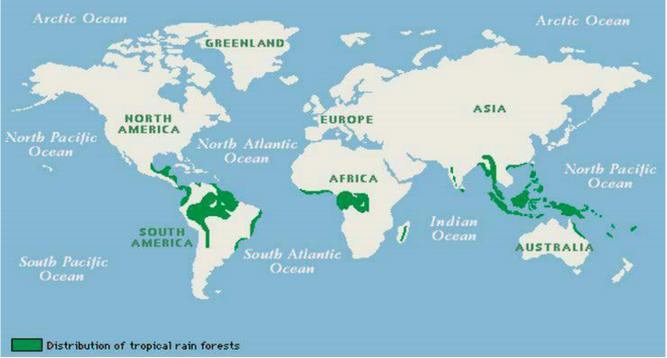 Arctic Ocean
Arctic Ocean
GREENLAND
NORTH
AMERICA
EUROPE
ASIA
North Pacific
Ocean
North Atlantic
Ocean
North Pacific
Ocean
AFRICA
SOUTH
AMERICA
Indian
Ocean
AUSTRALIA
South Pacific
Ocean
South Atlantic
Ocean
Distribution of tropical rain forests